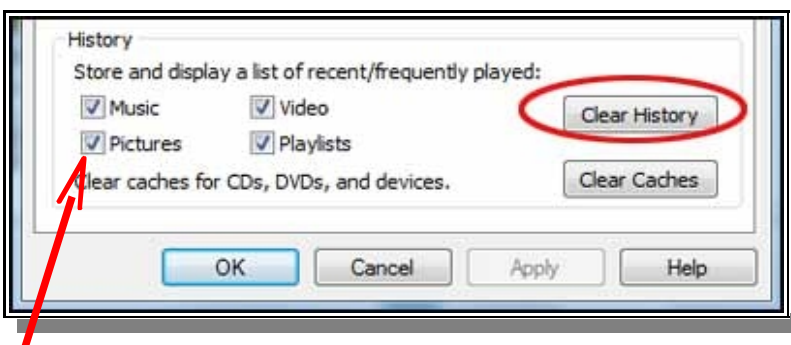 History
Store and display a list of recent/frequently played:
Music Video Clear History
Pictures Playlists
Clear caches for CDs, DVDs, and devices. Clear Caches
OK Cancel Apply Help